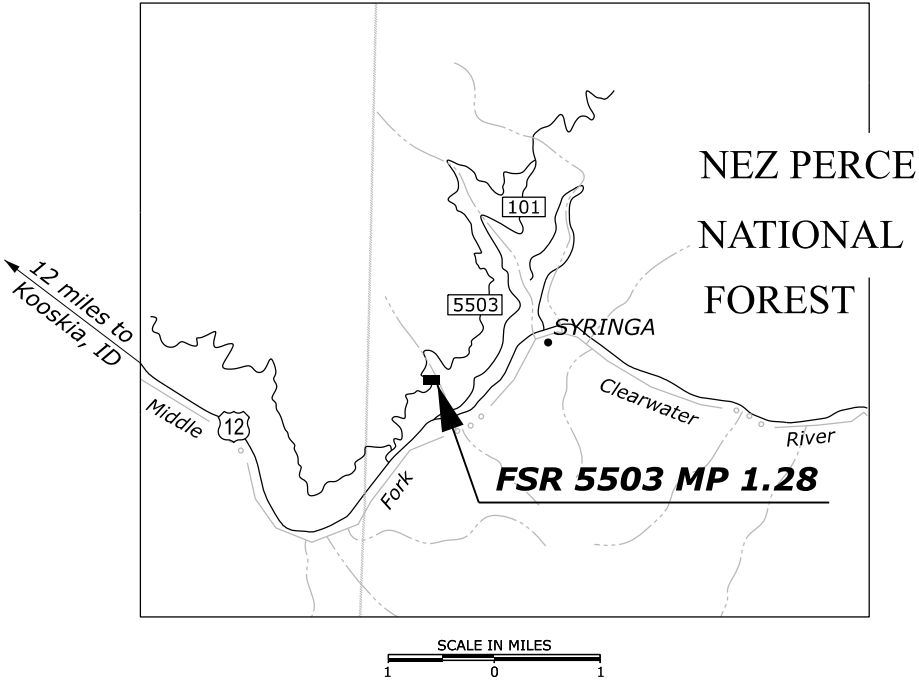 NEZ PERCE
NATIONAL
FOREST
101
12 miles to
Kooskia, ID
5503
SYRINGA
Middle
12
Clearwater
River
Fork
FSR 5503 MP 1.28
SCALE IN MILES
1 0 1